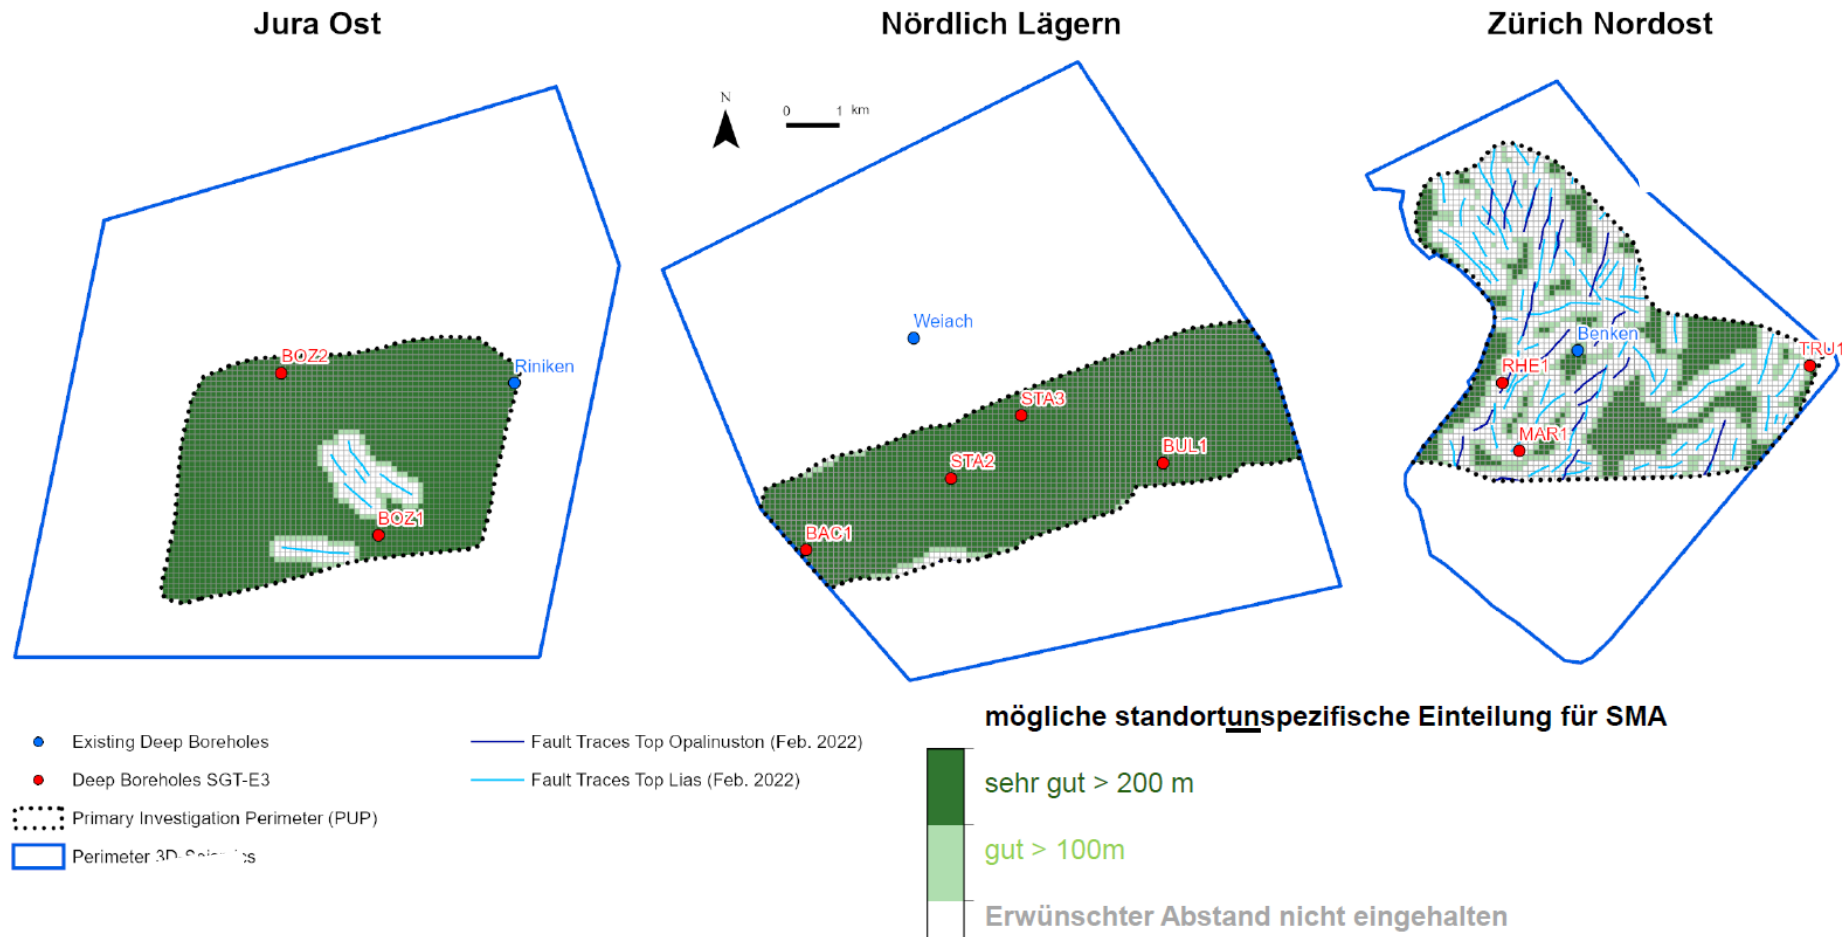 Jura Ost
Nördlich Lägern
Zürich Nordost
N
0 1 km
BOZ2
Riniken
BOZ1
Weiach
STA3
STA2
BUL1
BAC1
Benken
RHE1
TRU1
MAR1
mögliche standortunspezifische Einteilung für SMA
Existing Deep Boreholes
Fault Traces Top Opalinuston (Feb. 2022)
Deep Boreholes SGT-E3
Fault Traces Top Lias (Feb. 2022)
Primary Investigation Perimeter (PUP)
Perimeter
sehr gut > 200 m
gut > 100m
Erwünschter Abstand nicht eingehalten